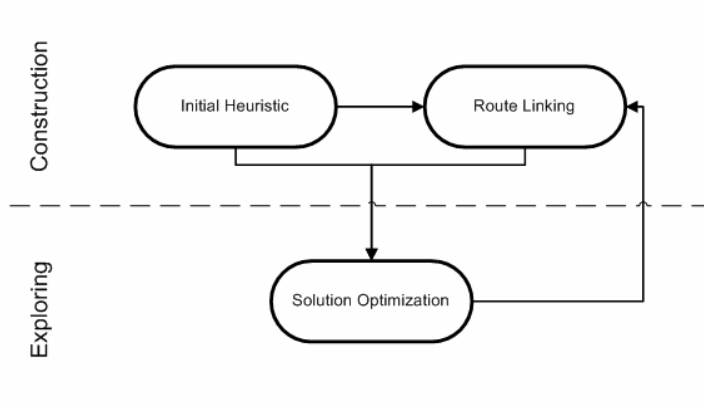 Construction
Initial Heuristic
Route Linking
Exploring
Solution Optimization